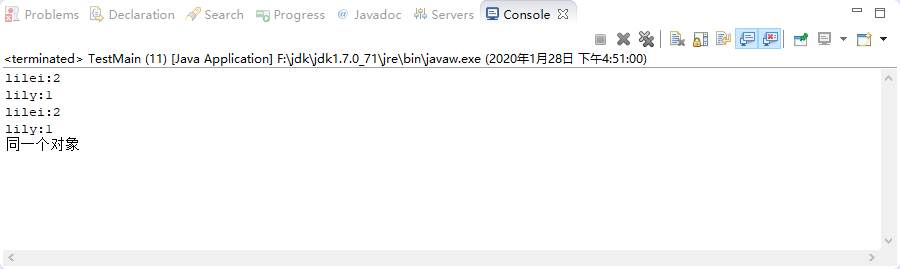 Problems Declaration Search Progress Javadoc Servers Console
<terminated> TestMain (11) [Java Application] F:\jdk\jdk1.7.0_71\jre\bin\javaw.exe (2020年1月28日 下午4:51:00)
lilei:2
lily:1
lilei:2
lily:1
同一个对象